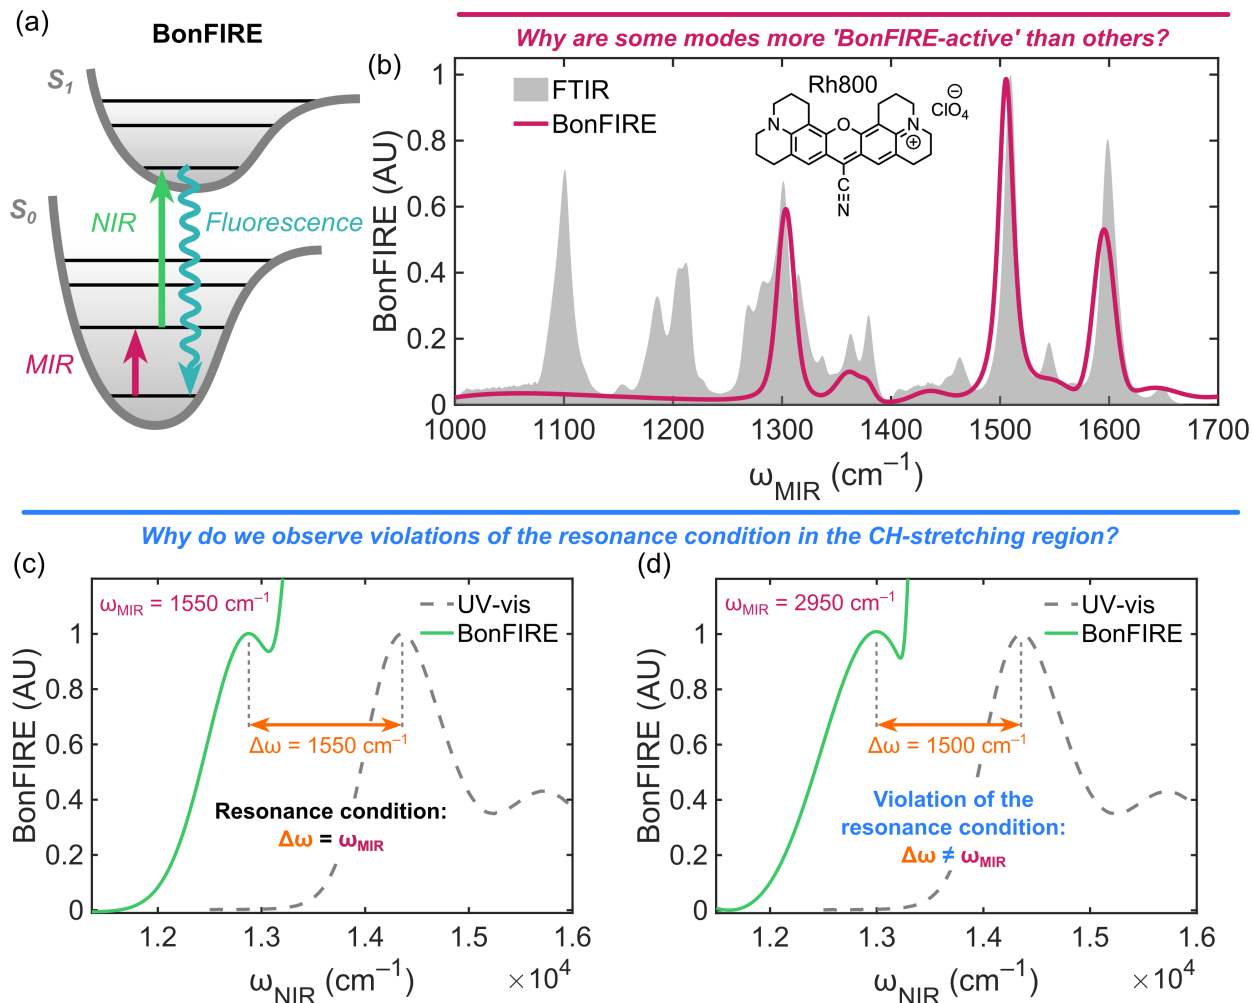 (a)
BonFIRE
S1
S0
NIR
Fluorescence
MIR
Why are some modes more 'BonFIRE-active' than others?
(b)
FTIR
BonFIRE
Rh800
N
O
N
⊕
⊖
ClO4
C
N
BonFIRE (AU)
1
0.8
0.6
0.4
0.2
0
1000 1100 1200 1300 1400 1500 1600 1700
ωMIR (cm−1)
Why do we observe violations of the resonance condition in the CH-stretching region?
(c)
ωMIR = 1550 cm−1
UV-vis
BonFIRE
BonFIRE (AU)
1
0.8
0.6
0.4
0.2
0
Δω = 1550 cm−1
Resonance condition:
Δω = ωMIR
1.2 1.3 1.4 1.5 1.6
ωNIR (cm−1)
×10⁴
(d)
ωMIR = 2950 cm−1
UV-vis
BonFIRE
BonFIRE (AU)
1
0.8
0.6
0.4
0.2
0
Δω = 1500 cm−1
Violation of the
resonance condition:
Δω ≠ ωMIR
1.2 1.3 1.4 1.5 1.6
ωNIR (cm−1)
×10⁴